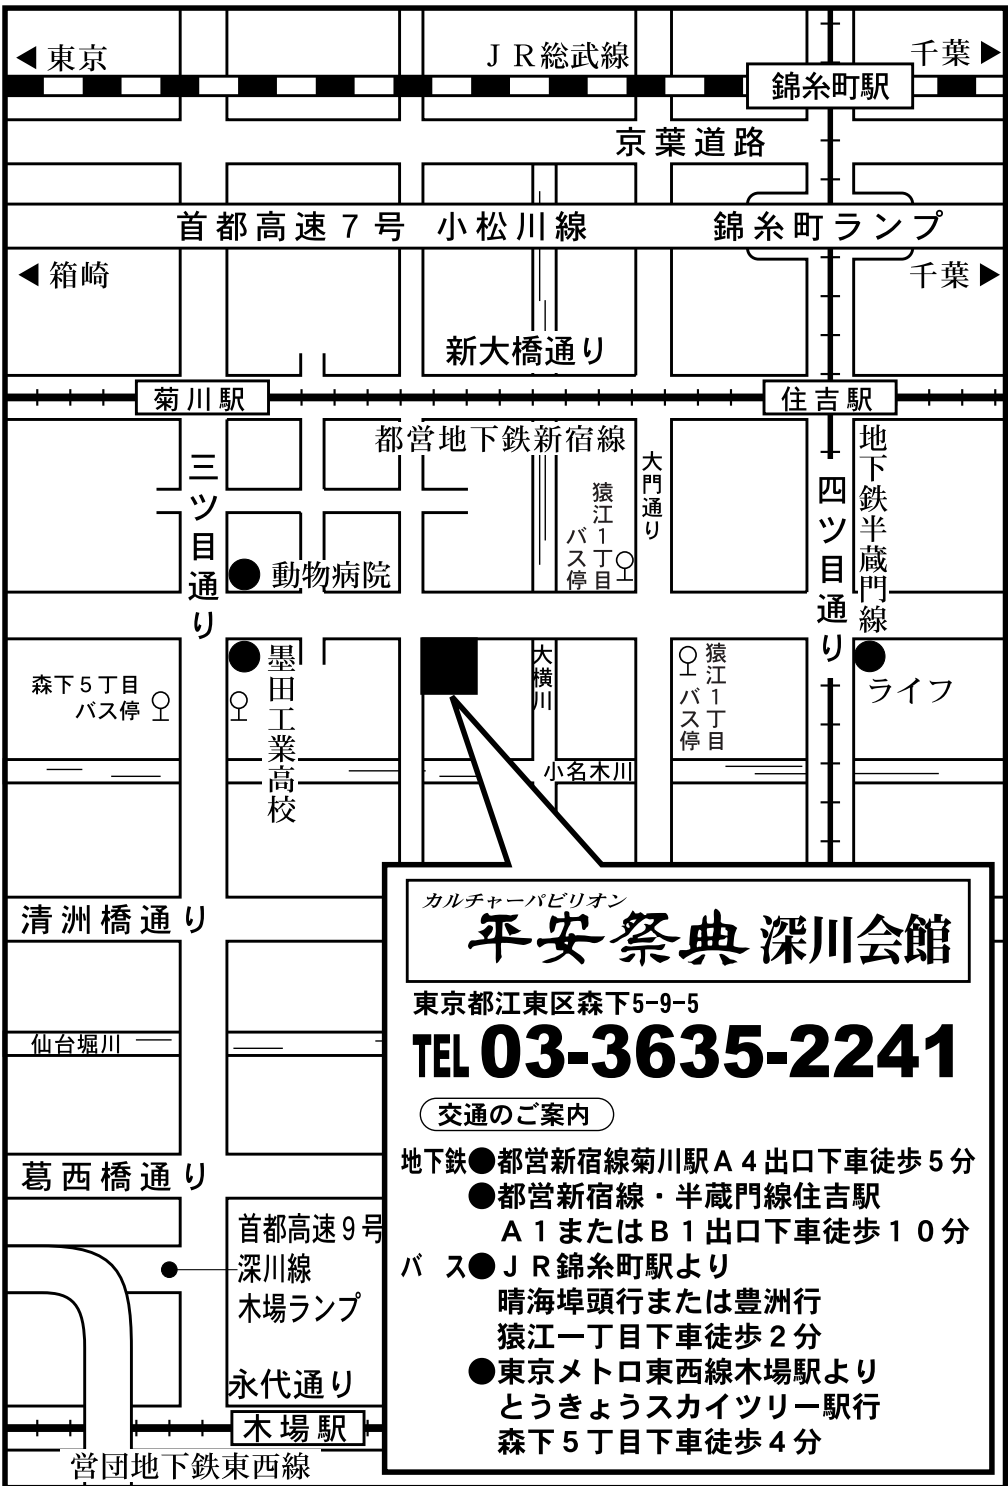 ◀東京
ＪＲ総武線
千葉▶
錦糸町駅
京葉道路
首都高速７号 小松川線
錦糸町ランプ
◀箱崎
千葉▶
新大橋通り
菊川駅
住吉駅
都営地下鉄新宿線
三ツ目通り
大門通り
四ツ目通り
地下鉄半蔵門線
猿江１丁目
バス停
●動物病院
●墨田工業高校
森下５丁目
バス停
大横川
猿江１丁目
バス停
ライフ
小名木川
清洲橋通り
仙台堀川
葛西橋通り
首都高速９号
深川線
木場ランプ
永代通り
木場駅
営団地下鉄東西線
カルチャーパビリオン
平安祭典 深川会館
東京都江東区森下5-9-5
TEL 03-3635-2241
交通のご案内
地下鉄●都営新宿線菊川駅Ａ４出口下車徒歩５分
●都営新宿線・半蔵門線住吉駅
Ａ１またはＢ１出口下車徒歩１０分
バス●ＪＲ錦糸町駅より
晴海埠頭行または豊洲行
猿江一丁目下車徒歩２分
●東京メトロ東西線木場駅より
とうきょうスカイツリー駅行
森下５丁目下車徒歩４分